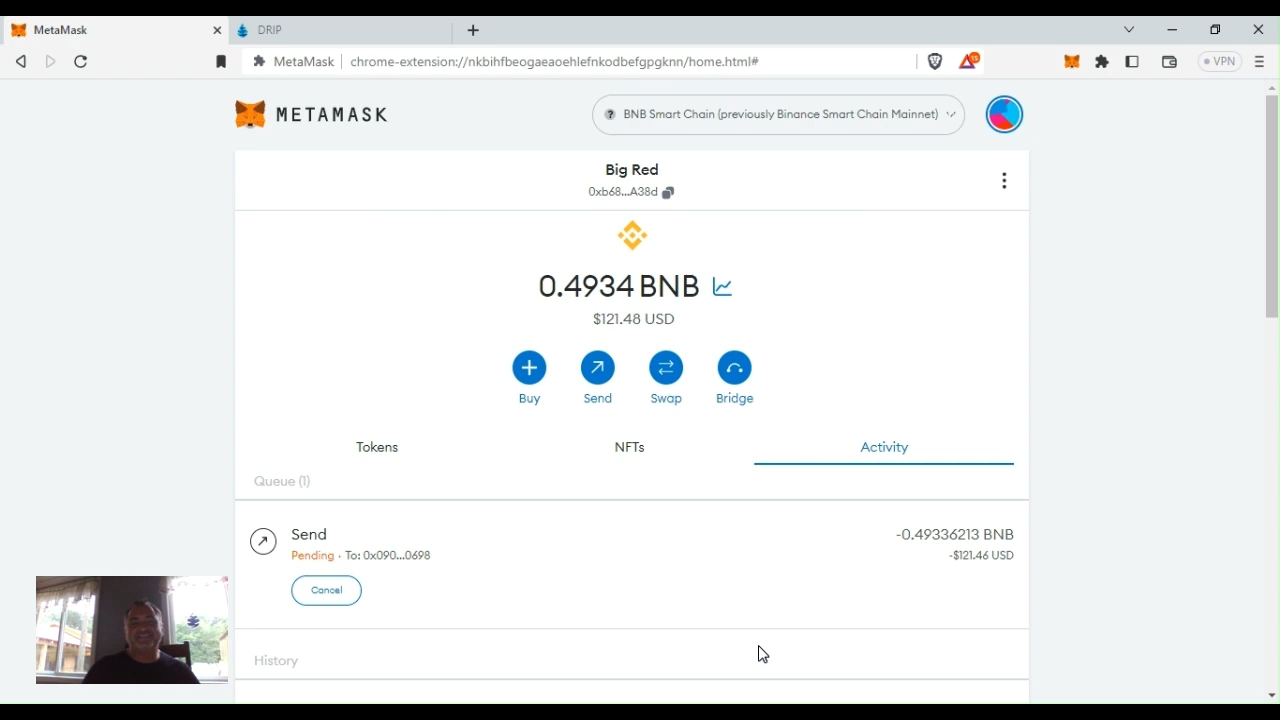 MetaMask
DRIP
MetaMask
chrome-extension://nkbihfbeogaeaoehlefnkodbefgpgknn/home.html#
15
VPN
METAMASK
? BNB Smart Chain (previously Binance Smart Chain Mainnet)
Big Red
0xb68...A38d
0.4934 BNB
$121.48 USD
Buy
Send
Swap
Bridge
Tokens
NFTs
Activity
Queue (1)
Send
-0.49336213 BNB
Pending · To: 0x090...0698
-$121.46 USD
Cancel
History